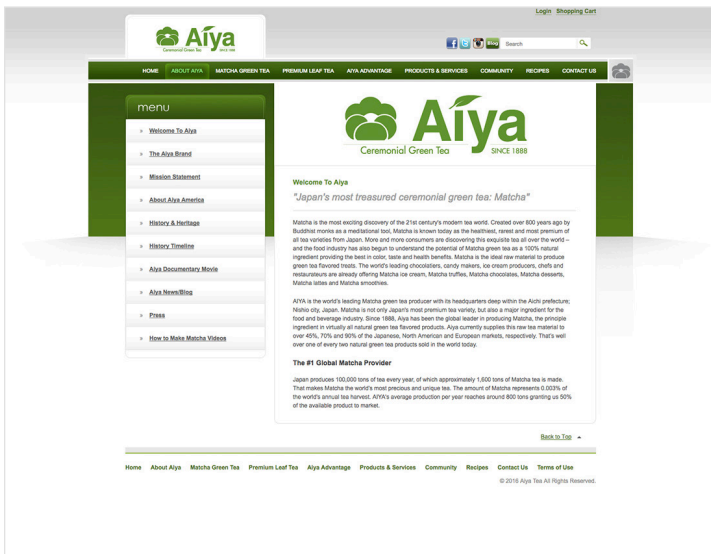 Login Shopping Cart
Aiya
Ceremonial Green Tea SINCE 1888
Blog Search
HOME ABOUT AIYA MATCHA GREEN TEA PREMIUM LEAF TEA AIYA ADVANTAGE PRODUCTS & SERVICES COMMUNITY RECIPES CONTACT US
menu
» Welcome To Aiya
» The Aiya Brand
» Mission Statement
» About Aiya America
» History & Heritage
» History Timeline
» Aiya Documentary Movie
» Aiya News/Blog
» Press
» How to Make Matcha Videos
Aiya
Ceremonial Green Tea SINCE 1888
Welcome To Aiya
"Japan's most treasured ceremonial green tea: Matcha"
Matcha is the most exciting discovery of the 21st century's modern tea world. Created over 800 years ago by
Buddhist monks as a meditational tool, Matcha is known today as the healthiest, rarest and most premium of
all tea varieties from Japan. More and more consumers are discovering this exquisite tea all over the world –
and the food industry has also begun to understand the potential of Matcha green tea as a 100% natural
ingredient providing the best in color, taste and health benefits. Matcha is the ideal raw material to produce
green tea flavored treats. The world's leading chocolatiers, candy makers, ice cream producers, chefs and
restaurateurs are already offering Matcha ice cream, Matcha truffles, Matcha chocolates, Matcha desserts,
Matcha lattes and Matcha smoothies.
AIYA is the world's leading Matcha green tea producer with its headquarters deep within the Aichi prefecture;
Nishio city, Japan. Matcha is not only Japan's most premium tea variety, but also a major ingredient for the
food and beverage industry. Since 1888, Aiya has been the global leader in producing Matcha, the principle
ingredient in virtually all natural green tea flavored products. Aiya currently supplies this raw tea material to
over 45%, 70% and 90% of the Japanese, North American and European markets, respectively. That's well
over one of every two natural green tea products sold in the world today.
The #1 Global Matcha Provider
Japan produces 100,000 tons of tea every year, of which approximately 1,600 tons of Matcha tea is made.
That makes Matcha the world's most precious and unique tea. The amount of Matcha represents 0.003% of
the world's annual tea harvest. AIYA's average production per year reaches around 800 tons granting us 50%
of the available product to market.
Back to Top
Home About Aiya Matcha Green Tea Premium Leaf Tea Aiya Advantage Products & Services Community Recipes Contact Us Terms of Use
© 2016 Aiya Tea All Rights Reserved.